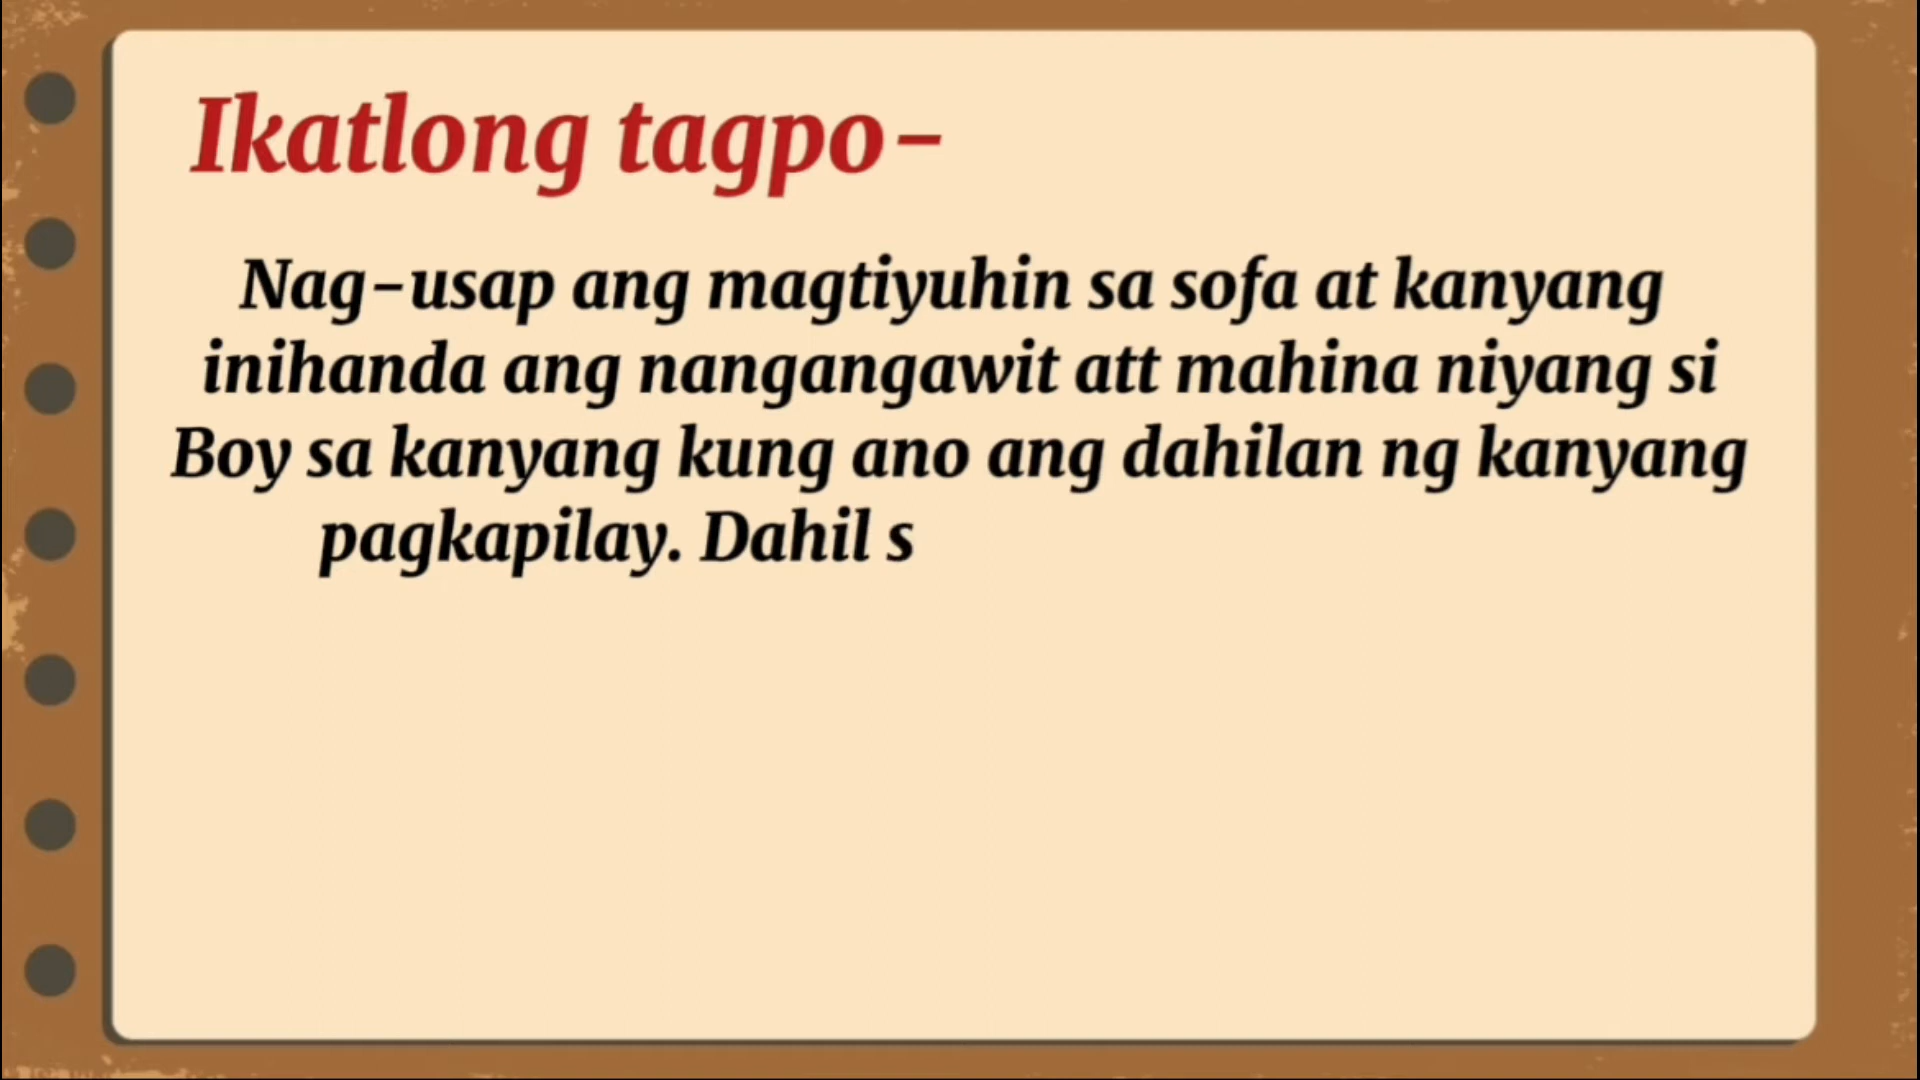 Ikatlong tagpo-
Nag-usap ang magtiyuhin sa sofa at kanyang
inihanda ang nangangawit att mahina niyang si
Boy sa kanyang kung ano ang dahilan ng kanyang
pagkapilay. Dahil s